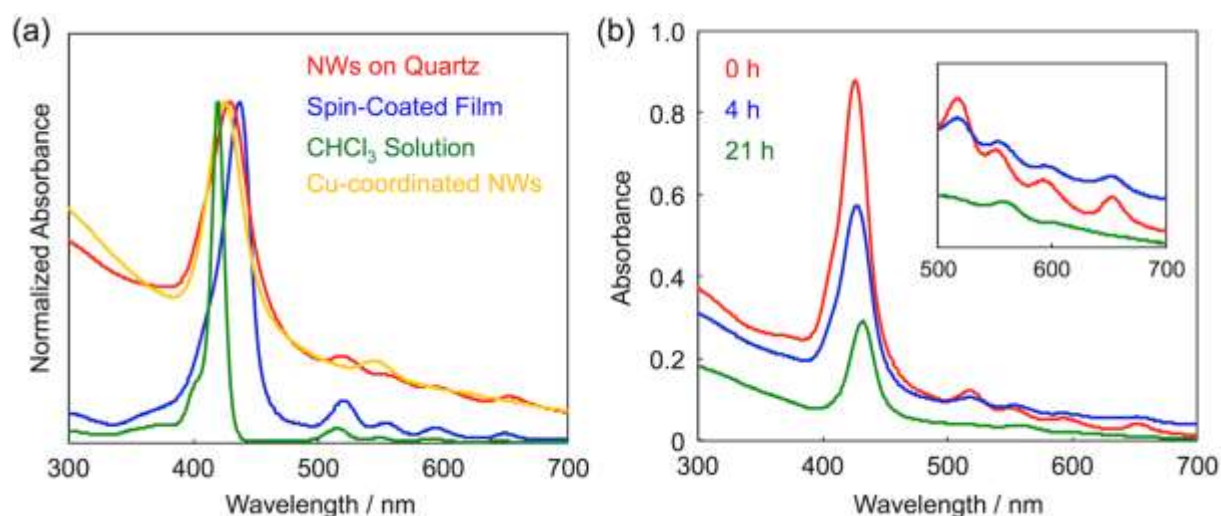 (a)
NWs on Quartz
Spin-Coated Film
CHCl₃ Solution
Cu-coordinated NWs
Normalized Absorbance
300 400 500 600 700
Wavelength / nm
(b)
1.0
0.8
0.6
0.4
0.2
0
Absorbance
0 h
4 h
21 h
500 600 700
300 400 500 600 700
Wavelength / nm